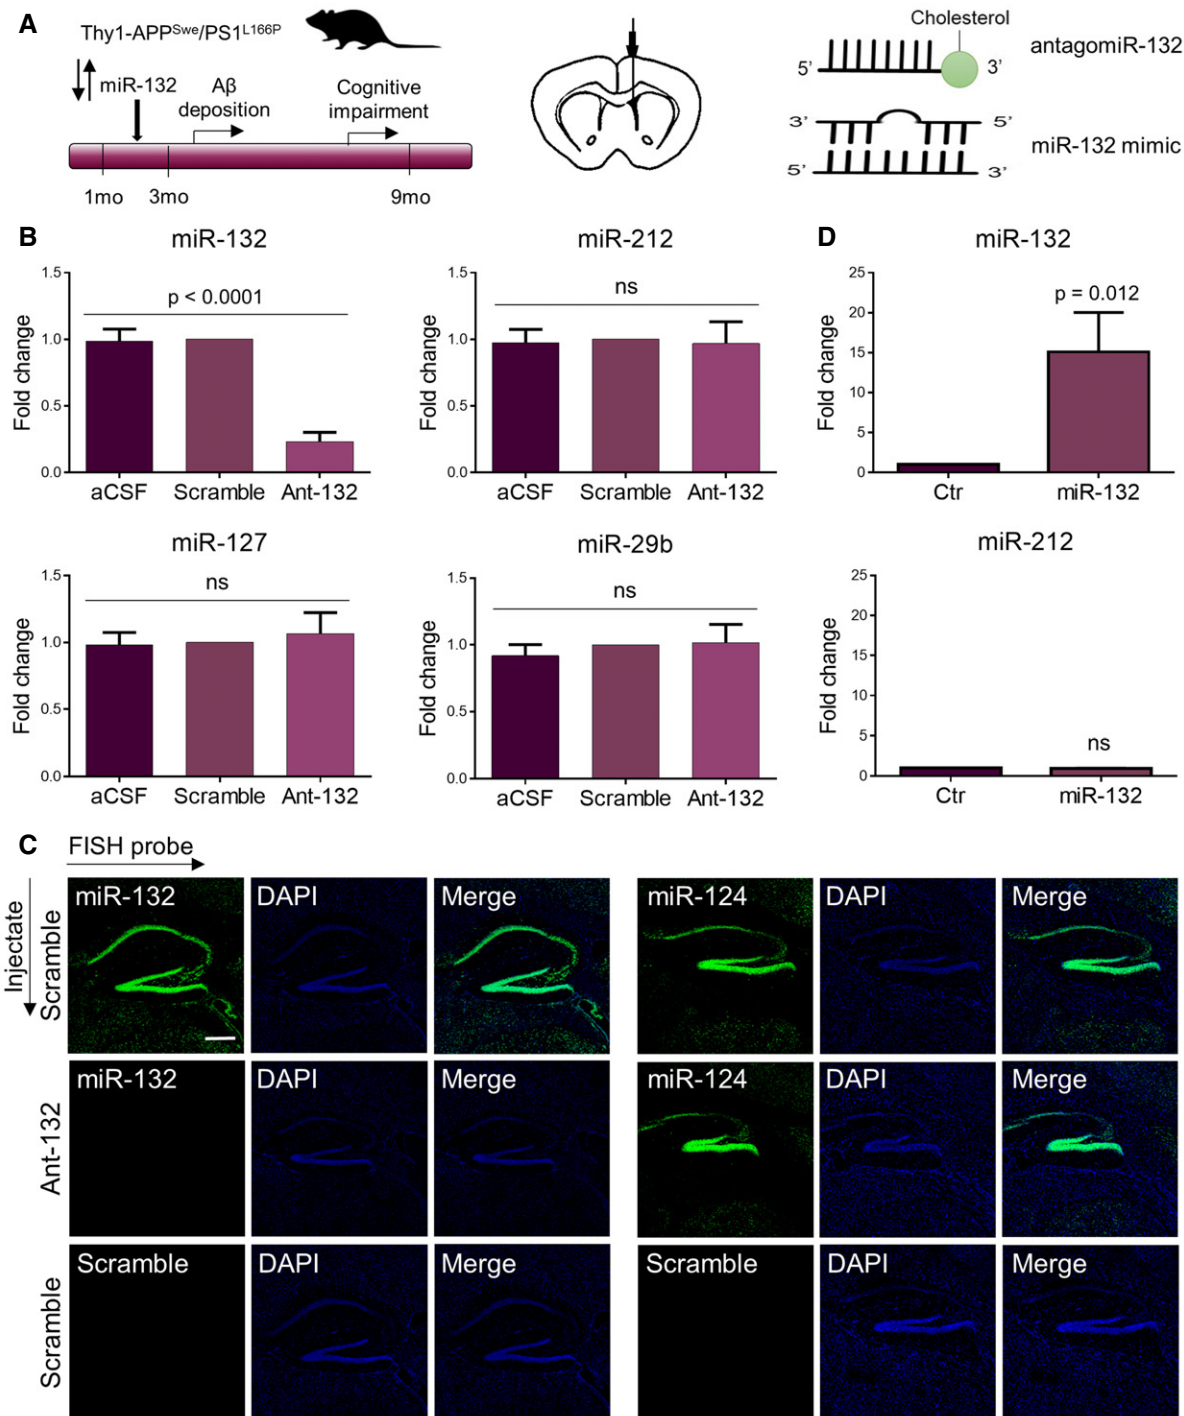 A
Thy1-APPSwe/PS1L166P
miR-132
Aβ
deposition
Cognitive
impairment
1mo
3mo
9mo
Cholesterol
5’
3’
antagomiR-132
3’
5’
miR-132 mimic
5’
3’
B
miR-132
Fold change
1.5
1.0
0.5
0.0
p < 0.0001
aCSF
Scramble
Ant-132
miR-212
Fold change
1.5
1.0
0.5
0.0
ns
aCSF
Scramble
Ant-132
D
miR-132
Fold change
25
20
15
10
5
0
p = 0.012
Ctr
miR-132
miR-127
Fold change
1.5
1.0
0.5
0.0
ns
aCSF
Scramble
Ant-132
miR-29b
Fold change
1.5
1.0
0.5
0.0
ns
aCSF
Scramble
Ant-132
miR-212
Fold change
25
20
15
10
5
0
ns
Ctr
miR-132
C
FISH probe
Injectate
Scramble
miR-132
DAPI
Merge
miR-124
DAPI
Merge
Ant-132
miR-132
DAPI
Merge
miR-124
DAPI
Merge
Scramble
Scramble
DAPI
Merge
Scramble
DAPI
Merge